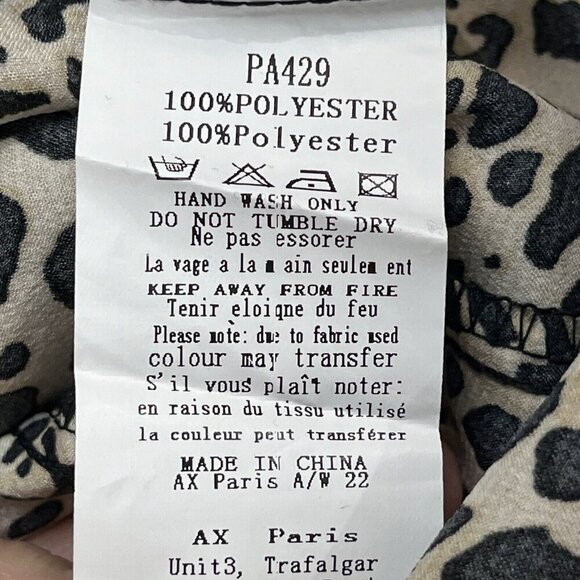 PA429
100%POLYESTER
100%Polyester
HAND WASH ONLY
DO NOT TUMBLE DRY
Ne pas essorer
La vage a la m ain seulem ent
KEEP AWAY FROM FIRE
Tenir eloique du feu
Please note: due to fabric used
colour may transfer
S'il vous plaît noter:
en raison du tissu utilisé
la couleur peut transférer
MADE IN CHINA
AX Paris A/W 22
AX Paris
Unit3, Trafalgar